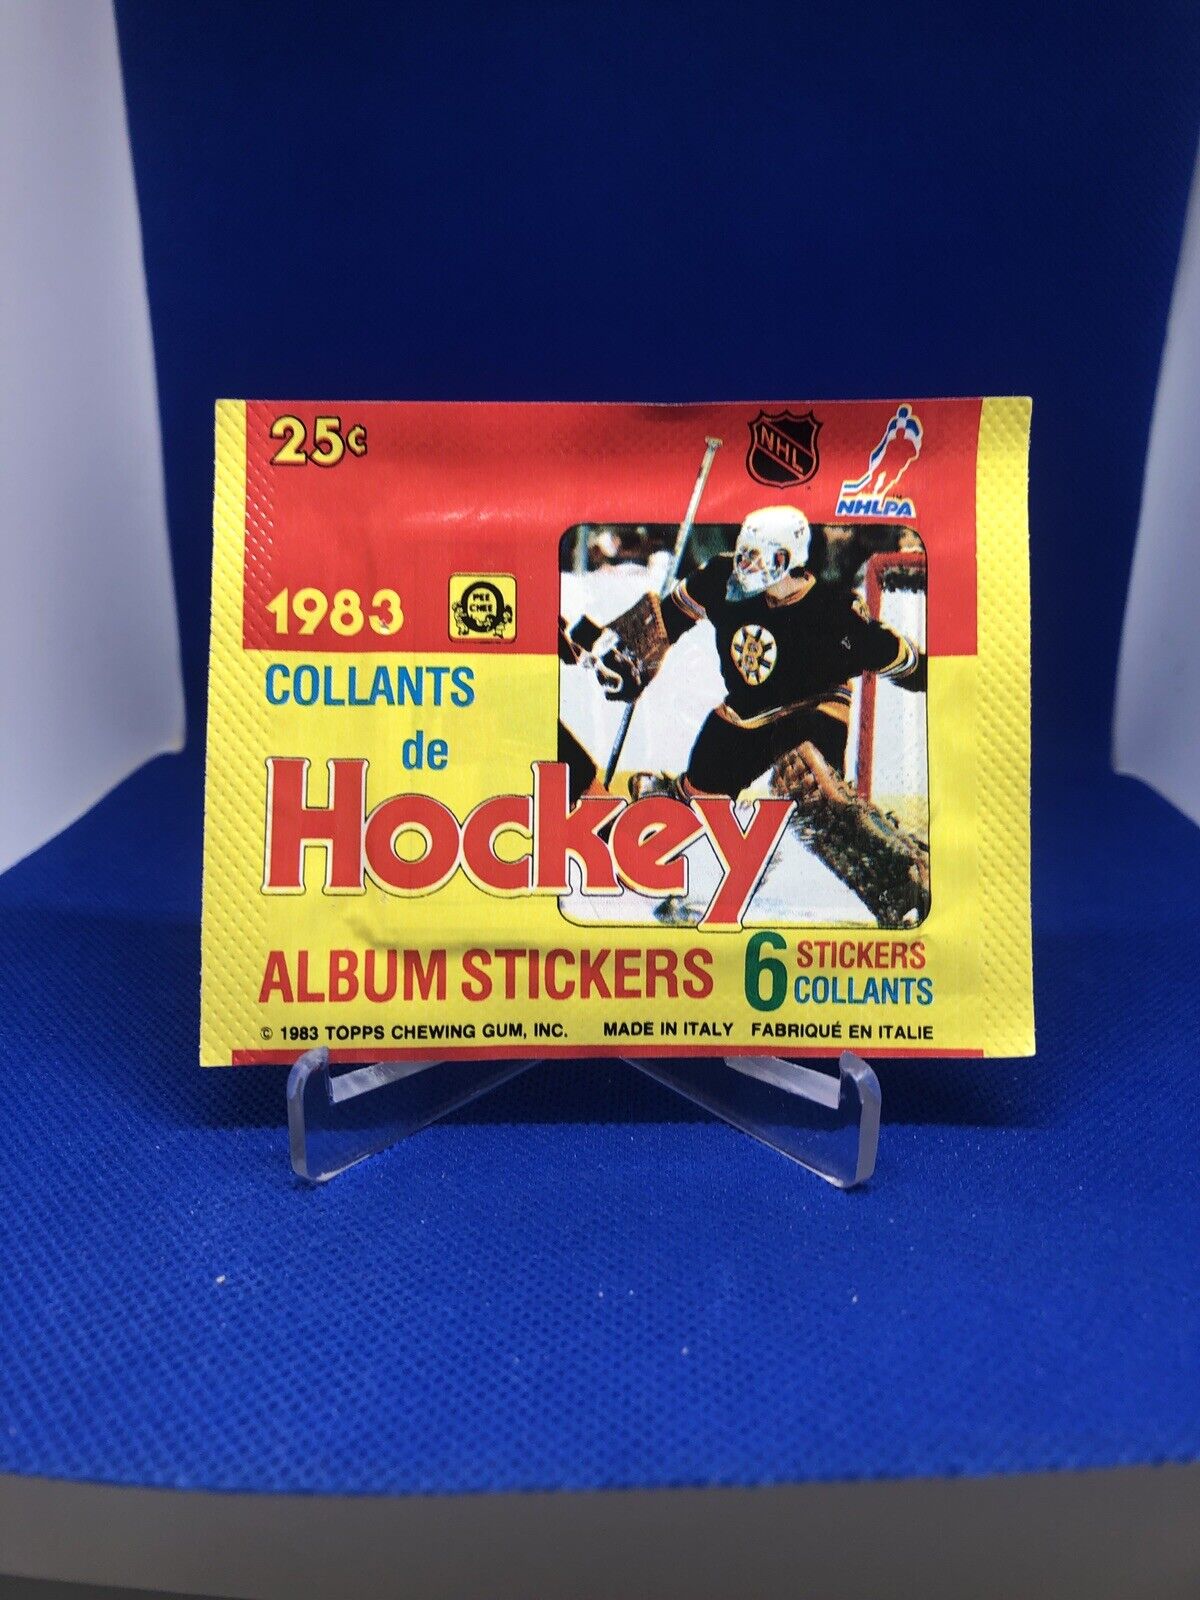 25¢
NHL
NHLPA
1983
PEE
CHEE
COLLANTS
de
Hockey
ALBUM STICKERS
6 STICKERS
COLLANTS
© 1983 TOPPS CHEWING GUM, INC. MADE IN ITALY FABRIQUÉ EN ITALIE